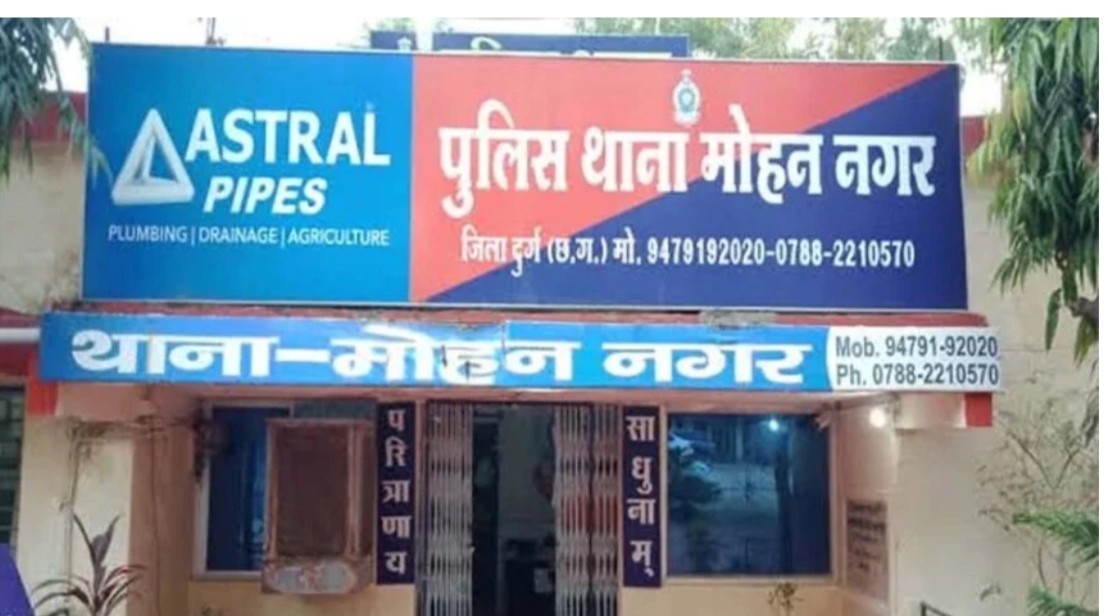 ASTRAL
PIPES
PLUMBING | DRAINAGE | AGRICULTURE
पुलिस थाना मोहन नगर
जिला दुर्ग (छ.ग.) मो. 9479192020-0788-2210570
थाना-मोहन नगर
Mob. 94791-92020
Ph. 0788-2210570
परित्राणाय
साधुनाम्